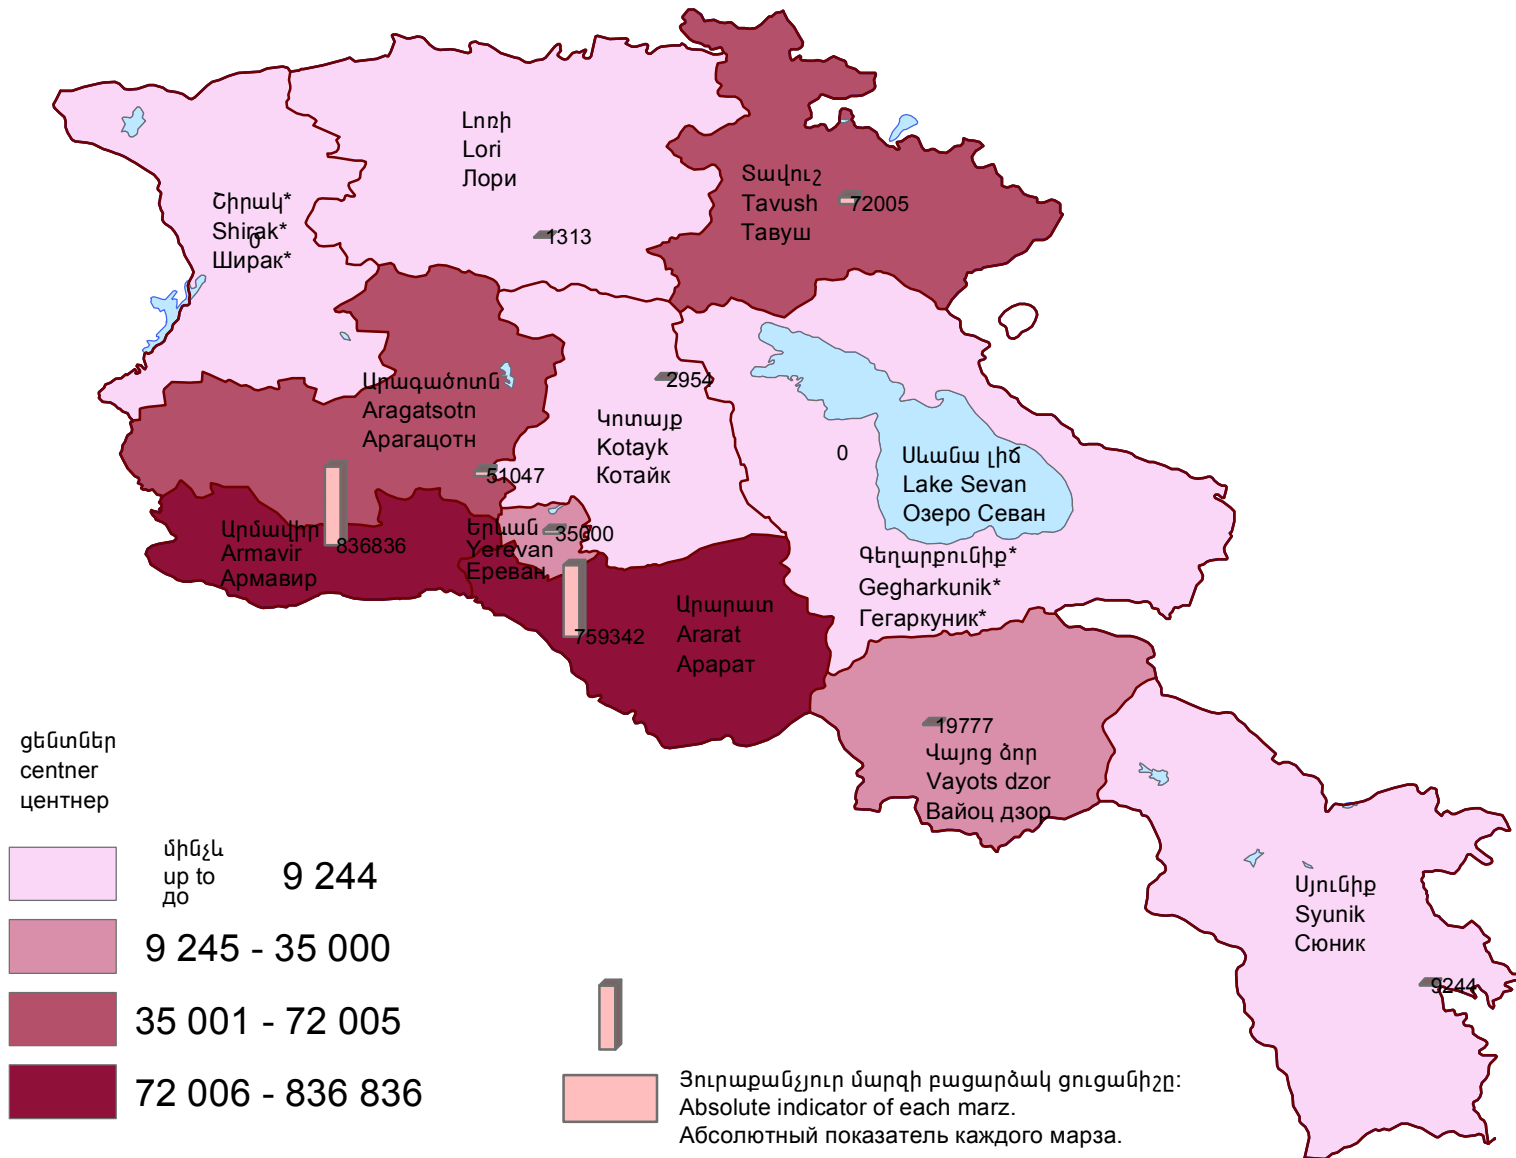 Լոռի
Lori
Лори
1313
Տավուշ
Tavush
Тавуш
72005
Շիրակ*
Shirak*
0
Ширак*
Արագածոտն
Aragatsotn
Арагацотн
51047
2954
Կոտայք
Kotayk
Котайк
0
Սևանա լիճ
Lake Sevan
Озеро Севан
Գեղարքունիք*
Gegharkunik*
Гегаркуник*
Արմավիր
Armavir
Армавир
836836
Երևան
Yerevan
Ереван
35000
Արարատ
Ararat
Арарат
759342
19777
Վայոց ձոր
Vayots dzor
Вайоц дзор
Սյունիք
Syunik
Сюник
9244
ցենտներ
centner
центнер
մինչև
up to
до
9 244
9 245 - 35 000
35 001 - 72 005
72 006 - 836 836
Յուրաքանչյուր մարզի բացարձակ ցուցանիշը:
Absolute indicator of each marz.
Абсолютный показатель каждого марза.